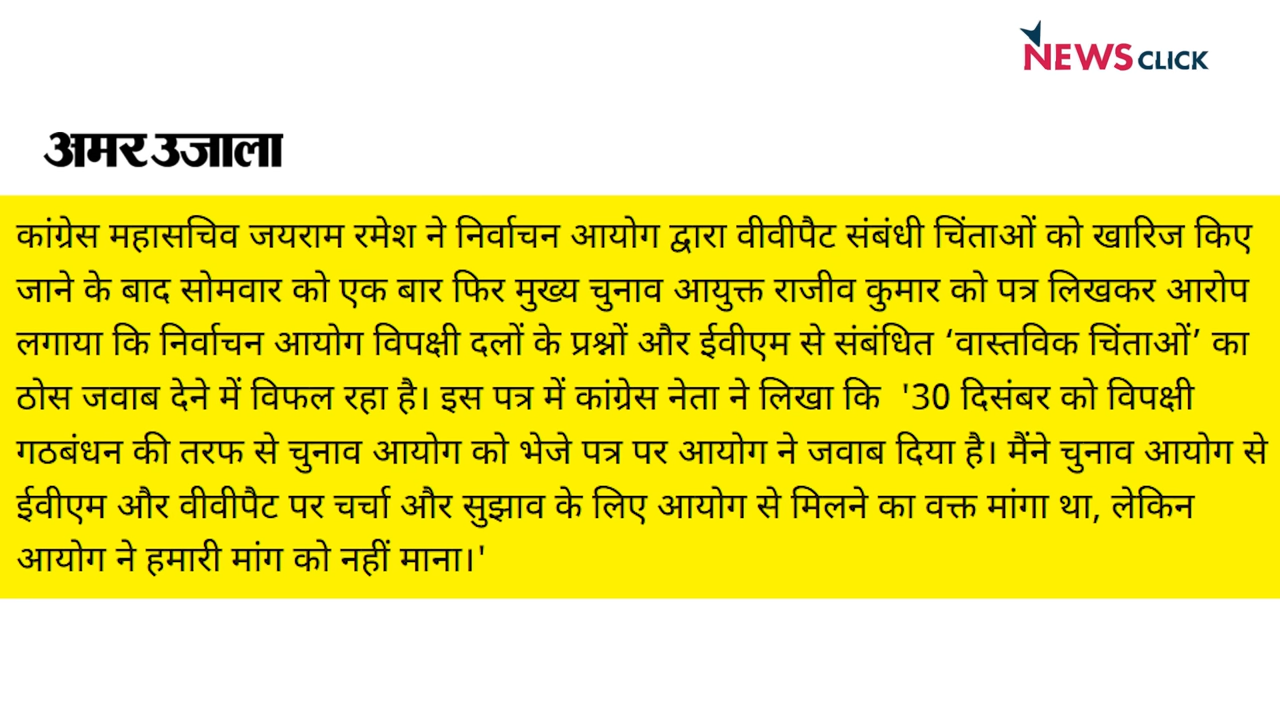 NEWS CLICK
अमर उजाला
कांग्रेस महासचिव जयराम रमेश ने निर्वाचन आयोग द्वारा वीवीपैट संबंधी चिंताओं को खारिज किए
जाने के बाद सोमवार को एक बार फिर मुख्य चुनाव आयुक्त राजीव कुमार को पत्र लिखकर आरोप
लगाया कि निर्वाचन आयोग विपक्षी दलों के प्रश्नों और ईवीएम से संबंधित ‘वास्तविक चिंताओं’ का
ठोस जवाब देने में विफल रहा है। इस पत्र में कांग्रेस नेता ने लिखा कि '30 दिसंबर को विपक्षी
गठबंधन की तरफ से चुनाव आयोग को भेजे पत्र पर आयोग ने जवाब दिया है। मैंने चुनाव आयोग से
ईवीएम और वीवीपैट पर चर्चा और सुझाव के लिए आयोग से मिलने का वक्त मांगा था, लेकिन
आयोग ने हमारी मांग को नहीं माना।'